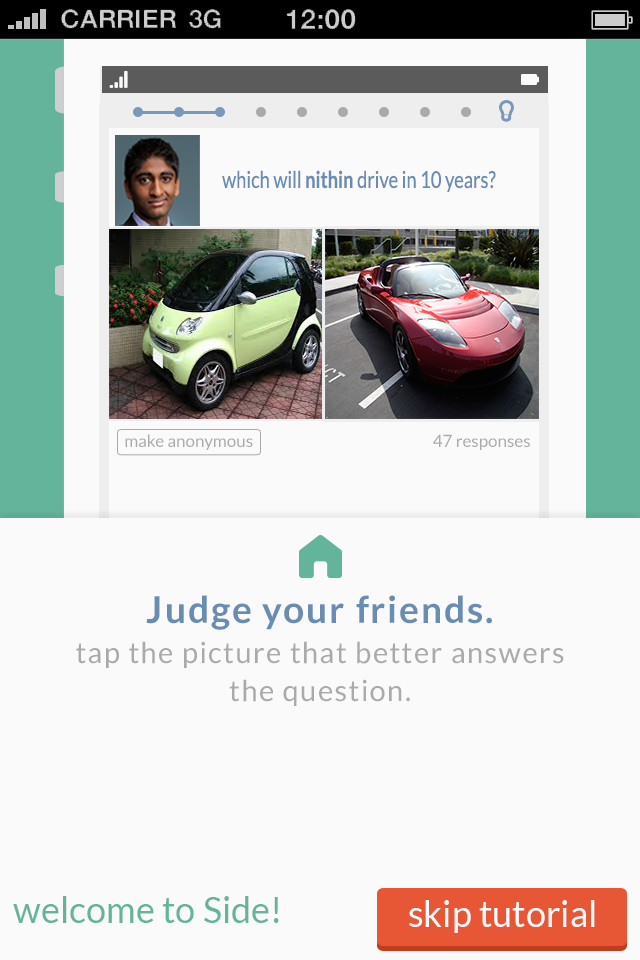 CARRIER 3G 12:00
which will nithin drive in 10 years?
make anonymous 47 responses
Judge your friends.
tap the picture that better answers
the question.
welcome to Side! skip tutorial